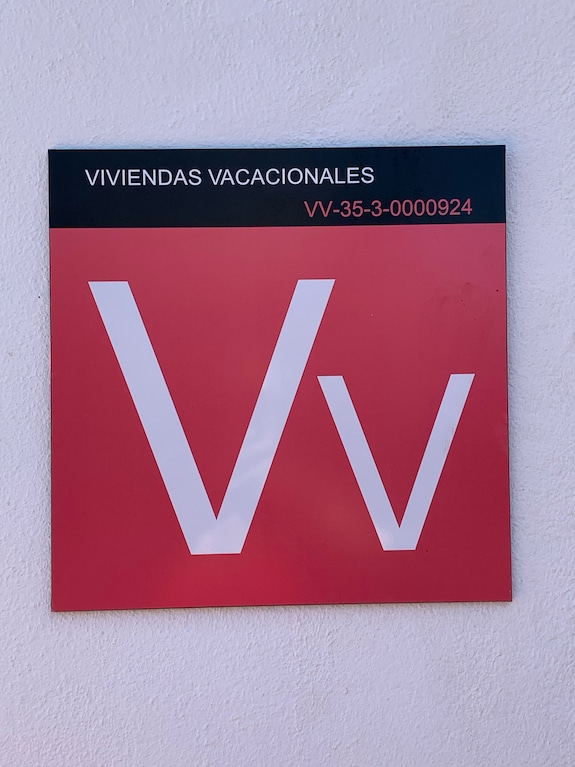 VIVIENDAS VACACIONALES
VV-35-3-0000924
Vv